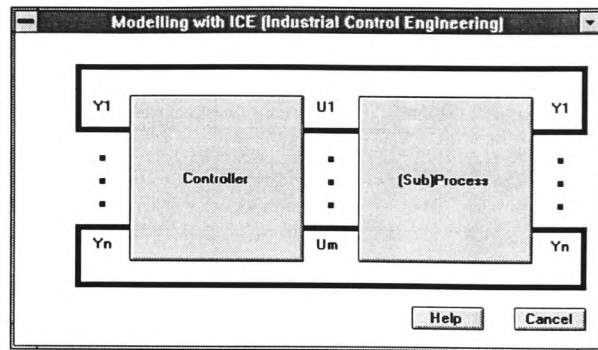 Modelling with ICE (Industrial Control Engineering)
Y1 U1 Y1
Controller (Sub)Process
Yn Um Yn
Help Cancel